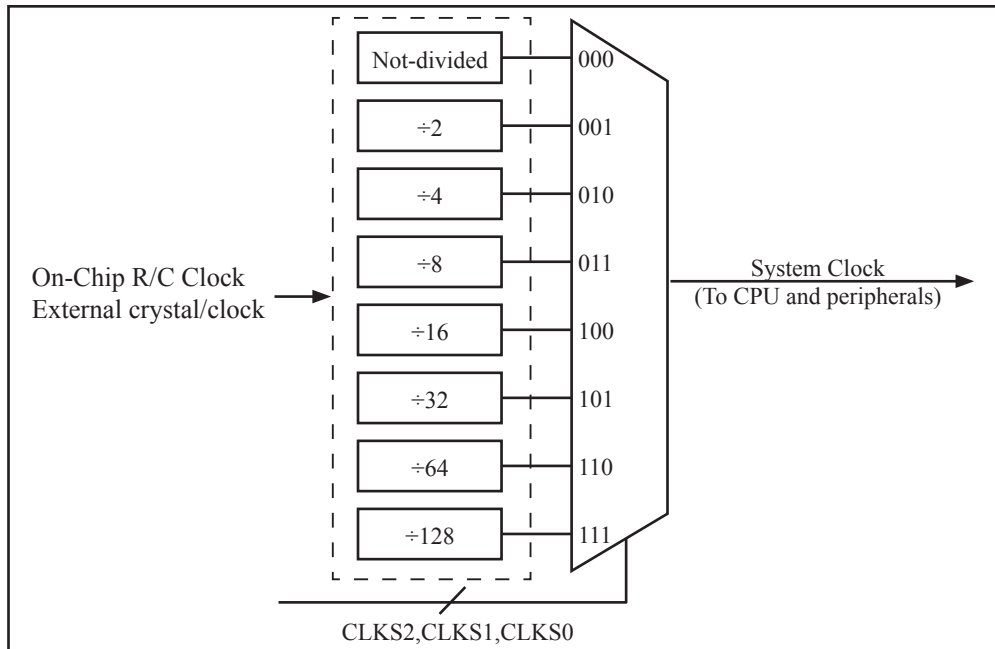 Not-divided
000
÷2
001
÷4
010
÷8
011
÷16
100
÷32
101
÷64
110
÷128
111
On-Chip R/C Clock
External crystal/clock
System Clock
(To CPU and peripherals)
CLKS2,CLKS1,CLKS0